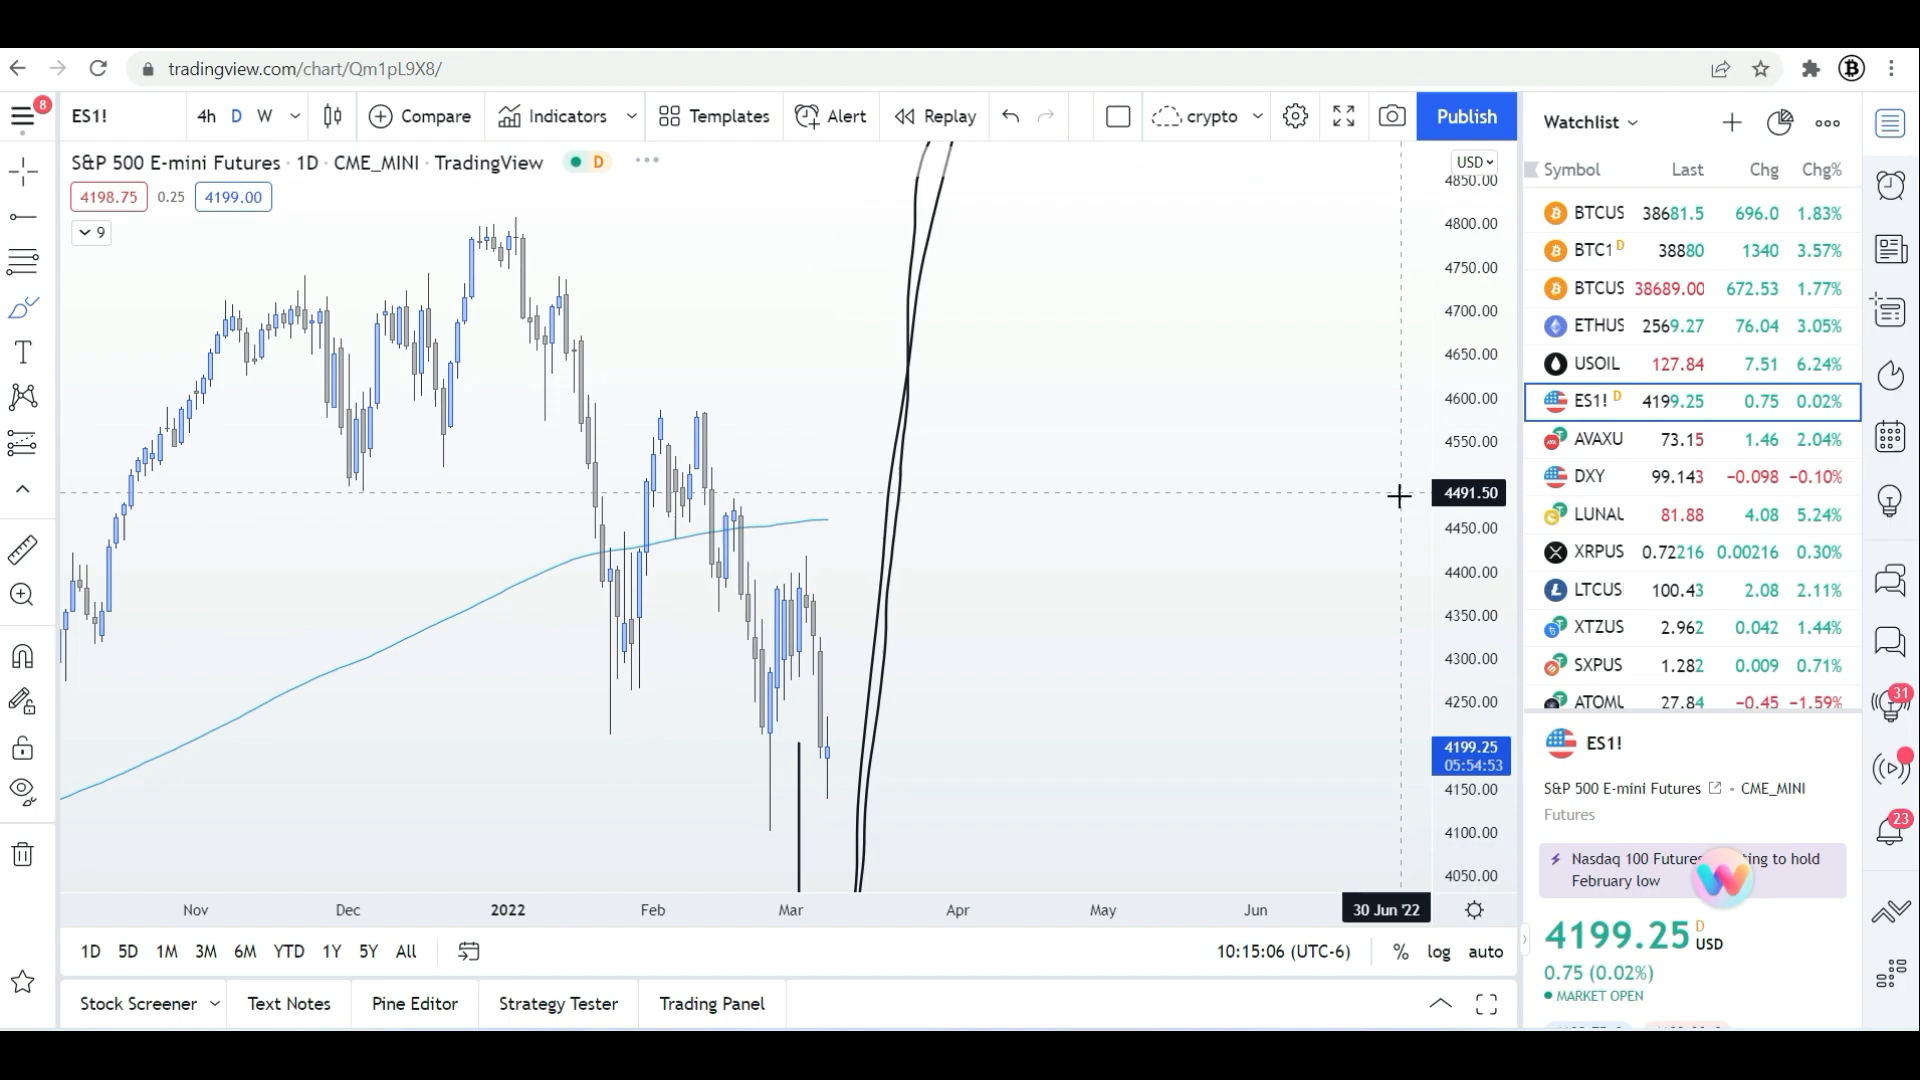 tradingview.com/chart/Qm1pL9X8/
8
ES1!
4h D W
Compare
Indicators
Templates
Alert
Replay
crypto
Publish
S&P 500 E-mini Futures · 1D · CME_MINI · TradingView
D
4198.75
0.25
4199.00
9
USD
4850.00
4800.00
4750.00
4700.00
4650.00
4600.00
4550.00
4491.50
4450.00
4400.00
4350.00
4300.00
4250.00
4199.25
05:54:53
4150.00
4100.00
4050.00
Nov Dec 2022 Feb Mar Apr May Jun 30 Jun '22
1D 5D 1M 3M 6M YTD 1Y 5Y All
10:15:06 (UTC-6) % log auto
Stock Screener Text Notes Pine Editor Strategy Tester Trading Panel
Watchlist
Symbol Last Chg Chg%
BTCUS 38681.5 696.0 1.83%
BTC1 D 38880 1340 3.57%
BTCUS 38689.00 672.53 1.77%
ETHUS 2569.27 76.04 3.05%
USOIL 127.84 7.51 6.24%
ES1! D 4199.25 0.75 0.02%
AVAXU 73.15 1.46 2.04%
DXY 99.143 −0.098 −0.10%
LUNAU 81.88 4.08 5.24%
XRPUS 0.72216 0.00216 0.30%
LTCUS 100.43 2.08 2.11%
XTZUS 2.962 0.042 1.44%
SXPUS 1.282 0.009 0.71%
ATOMU 27.84 −0.45 −1.59%
ES1!
S&P 500 E-mini Futures · CME_MINI
Futures
Nasdaq 100 Futures to hold
February low
4199.25 D USD
0.75 (0.02%)
MARKET OPEN
31
23